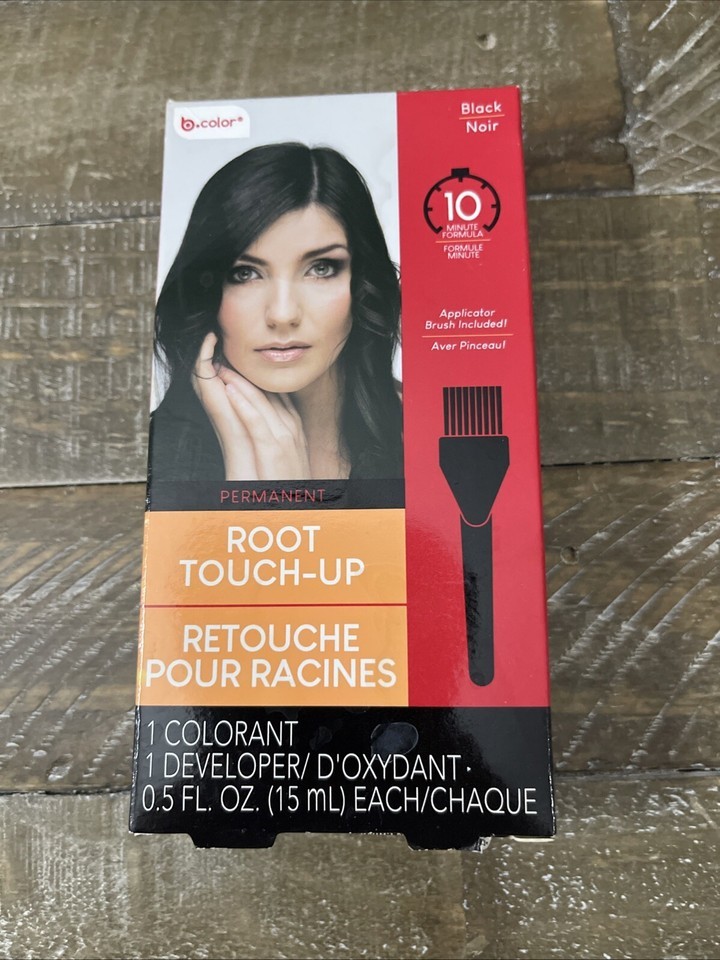 b.color®
Black
Noir
10
MINUTE
FORMULA
FORMULE
MINUTE
Applicator
Brush Included!
Aver Pinceau!
PERMANENT
ROOT
TOUCH-UP
RETOUCHE
POUR RACINES
1 COLORANT
1 DEVELOPER/ D'OXYDANT ·
0.5 FL. OZ. (15 mL) EACH/CHAQUE